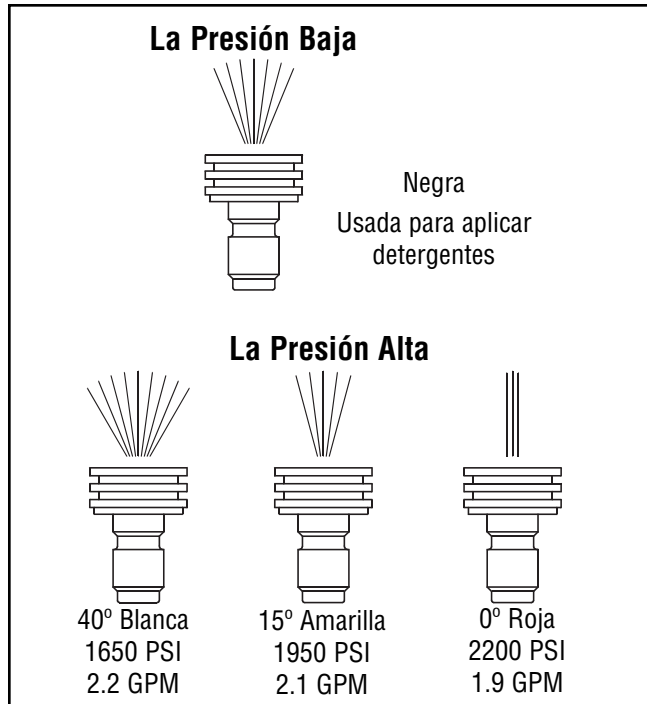 La Presión Baja
Negra
Usada para aplicar
detergentes
La Presión Alta
40º Blanca
1650 PSI
2.2 GPM
15º Amarilla
1950 PSI
2.1 GPM
0º Roja
2200 PSI
1.9 GPM